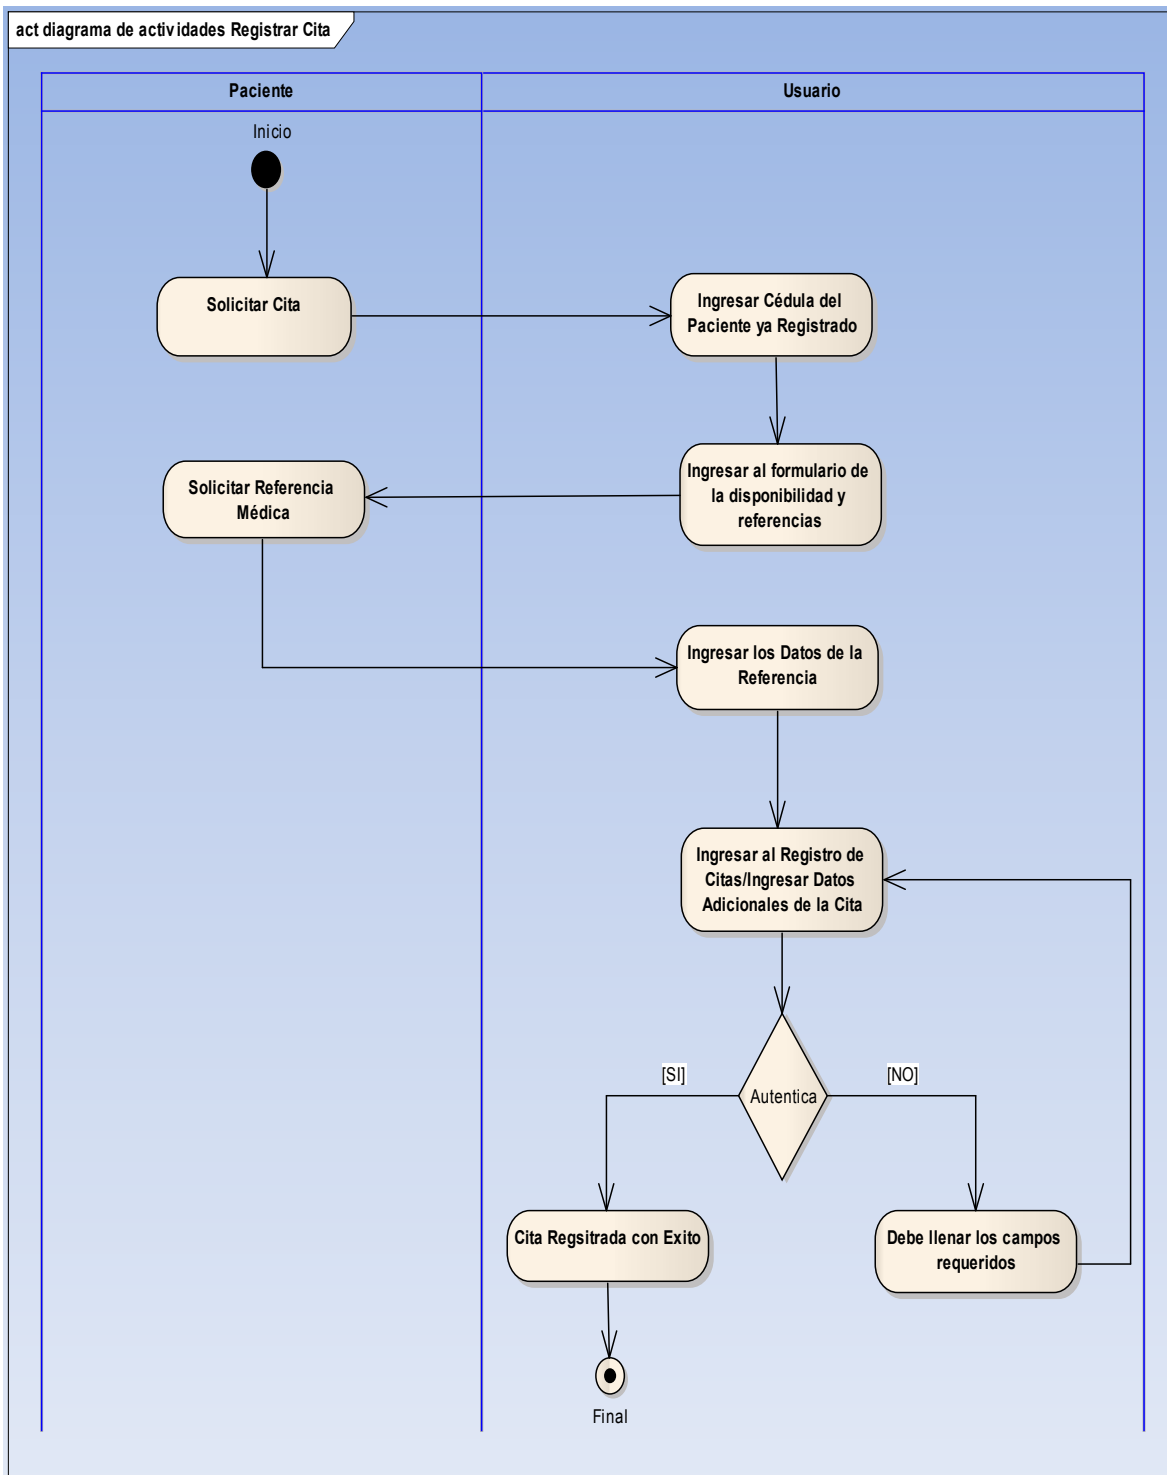 act diagrama de actividades Registrar Cita
Paciente
Usuario
Inicio
Solicitar Cita
Ingresar Cédula del
Paciente ya Registrado
Ingresar al formulario de
la disponibilidad y
referencias
Solicitar Referencia
Médica
Ingresar los Datos de la
Referencia
Ingresar al Registro de
Citas/Ingresar Datos
Adicionales de la Cita
[SI]
[NO]
Autentica
Cita Regsitrada con Exito
Debe llenar los campos
requeridos
Final